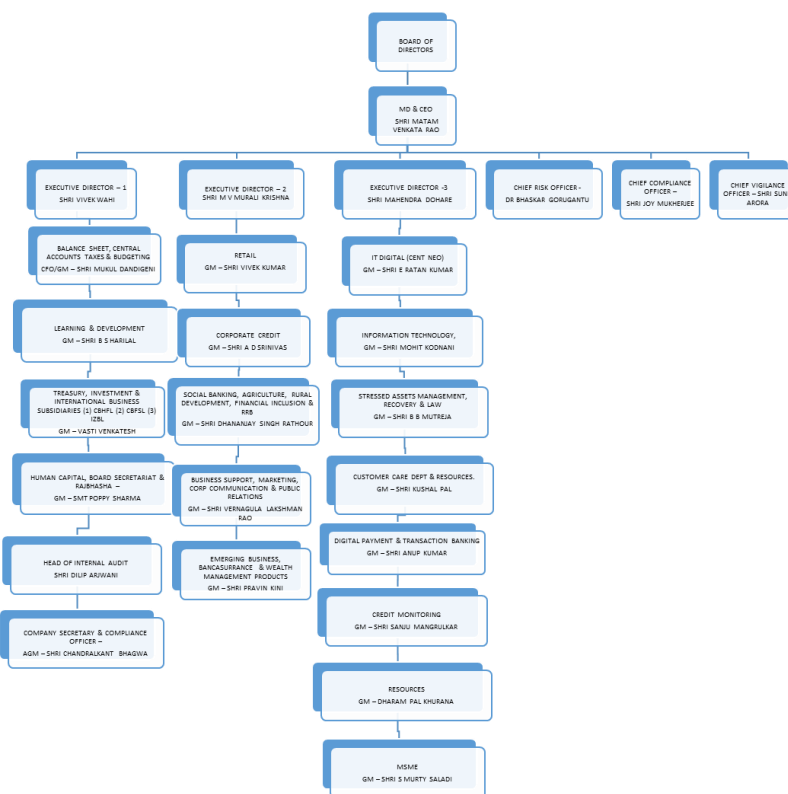 BOARD OF
DIRECTORS
MD & CEO
SHRI MATAM
VENKATA RAO
EXECUTIVE DIRECTOR – 1
SHRI VIVEK WAHI
EXECUTIVE DIRECTOR – 2
SHRI M V MURALI KRISHNA
EXECUTIVE DIRECTOR -3
SHRI MAHENDRA DOHARE
CHIEF RISK OFFICER-
DR BHASKAR GORUGANTU
CHIEF COMPLIANCE
OFFICER –
SHRI JOY MUKHERJEE
CHIEF VIGILANCE
OFFICER – SHRI SUN
ARORA
BALANCE SHEET, CENTRAL
ACCOUNTS TAXES & BUDGETING
CFO/GM – SHRI MUKUL DANDIGENI
LEARNING & DEVELOPMENT
GM – SHRI B S HARILAL
TREASURY, INVESTMENT &
INTERNATIONAL BUSINESS
SUBSIDIARIES (1) CBHFL (2) CBFSL (3)
IZBL
GM – VASTI VENKATESH
HUMAN CAPITAL, BOARD SECRETARIAT &
RAJBHASHA –
GM – SMT POPPY SHARMA
HEAD OF INTERNAL AUDIT
SHRI DILIP ARJWANI
COMPANY SECRETARY & COMPLIANCE
OFFICER –
AGM – SHRI CHANDRALKANT BHAGWA
RETAIL
GM – SHRI VIVEK KUMAR
CORPORATE CREDIT
GM – SHRI A D SRINIVAS
SOCIAL BANKING, AGRICULTURE, RURAL
DEVELOPMENT, FINANCIAL INCLUSION &
RRB
GM – SHRI DHANANJAY SINGH RATHOUR
BUSINESS SUPPORT, MARKETING,
CORP COMMUNICATION & PUBLIC
RELATIONS
GM – SHRI VERNAGULA LAKSHMAN
RAO
EMERGING BUSINESS,
BANCASURRANCE & WEALTH
MANAGEMENT PRODUCTS
GM – SHRI PRAVIN KINI
IT DIGITAL (CENT NEO)
GM – SHRI E RATAN KUMAR
INFORMATION TECHNOLOGY,
GM – SHRI MOHIT KODNANI
STRESSED ASSETS MANAGEMENT,
RECOVERY & LAW
GM – SHRI B B MUTREJA
CUSTOMER CARE DEPT & RESOURCES.
GM – SHRI KUSHAL PAL
DIGITAL PAYMENT & TRANSACTION BANKING
GM – SHRI ANUP KUMAR
CREDIT MONITORING
GM – SHRI SANJU MANGRULKAR
RESOURCES
GM – DHARAM PAL KHURANA
MSME
GM – SHRI S MURTY SALADI